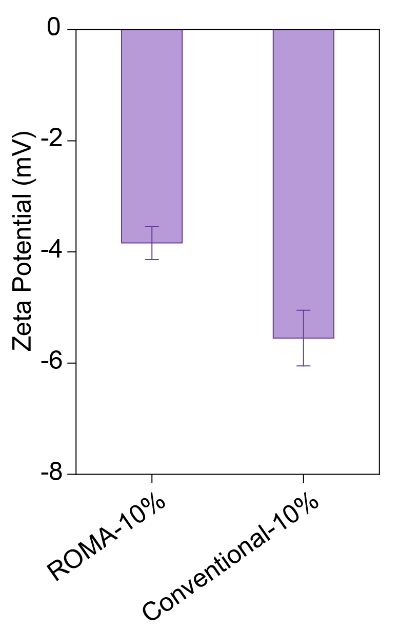 0
-2
-4
-6
-8
Zeta Potential (mV)
ROMA-10%
Conventional-10%